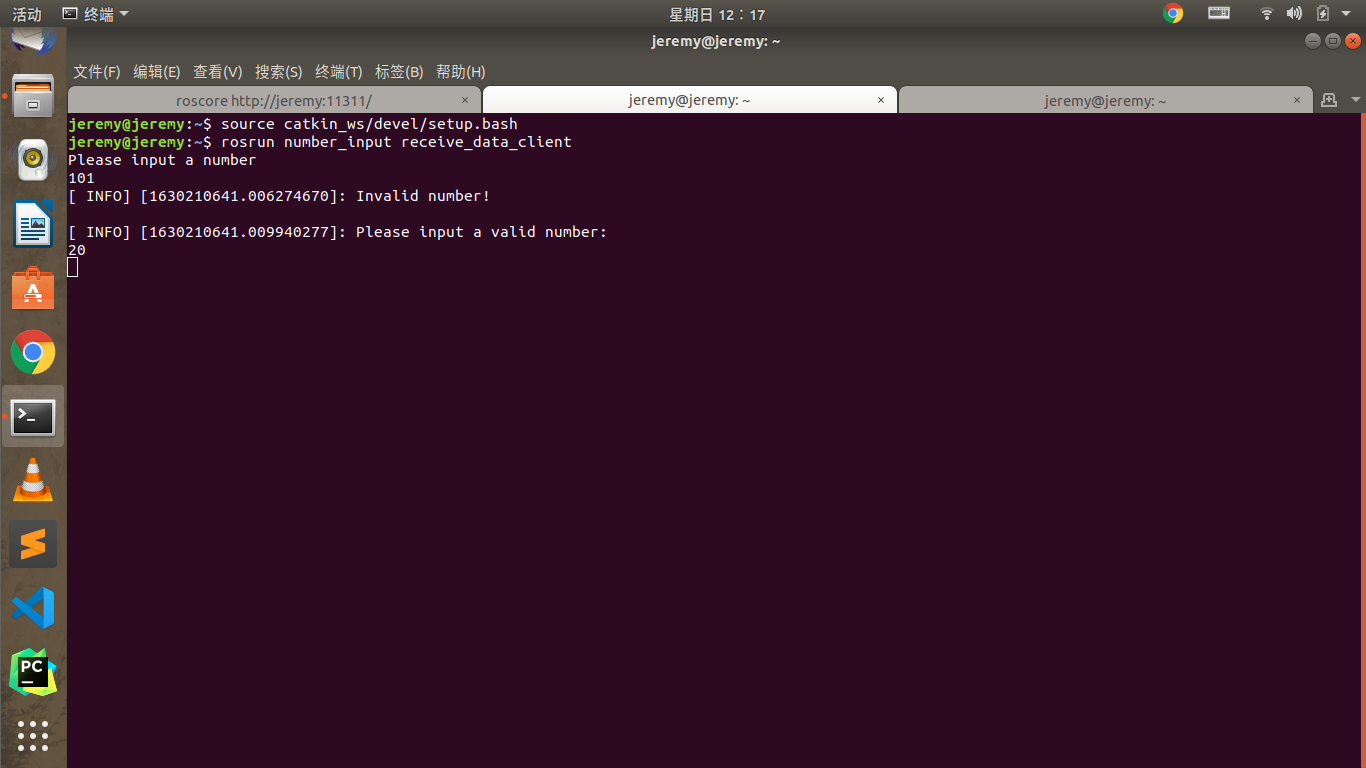 活动
终端
星期日 12：17
jeremy@jeremy: ~
文件(F) 编辑(E) 查看(V) 搜索(S) 终端(T) 标签(B) 帮助(H)
roscore http://jeremy:11311/ ×
jeremy@jeremy: ~ ×
jeremy@jeremy: ~ ×
jeremy@jeremy:~$ source catkin_ws/devel/setup.bash
jeremy@jeremy:~$ rosrun number_input receive_data_client
Please input a number
101
[ INFO] [1630210641.006274670]: Invalid number!
[ INFO] [1630210641.009940277]: Please input a valid number:
20
PC